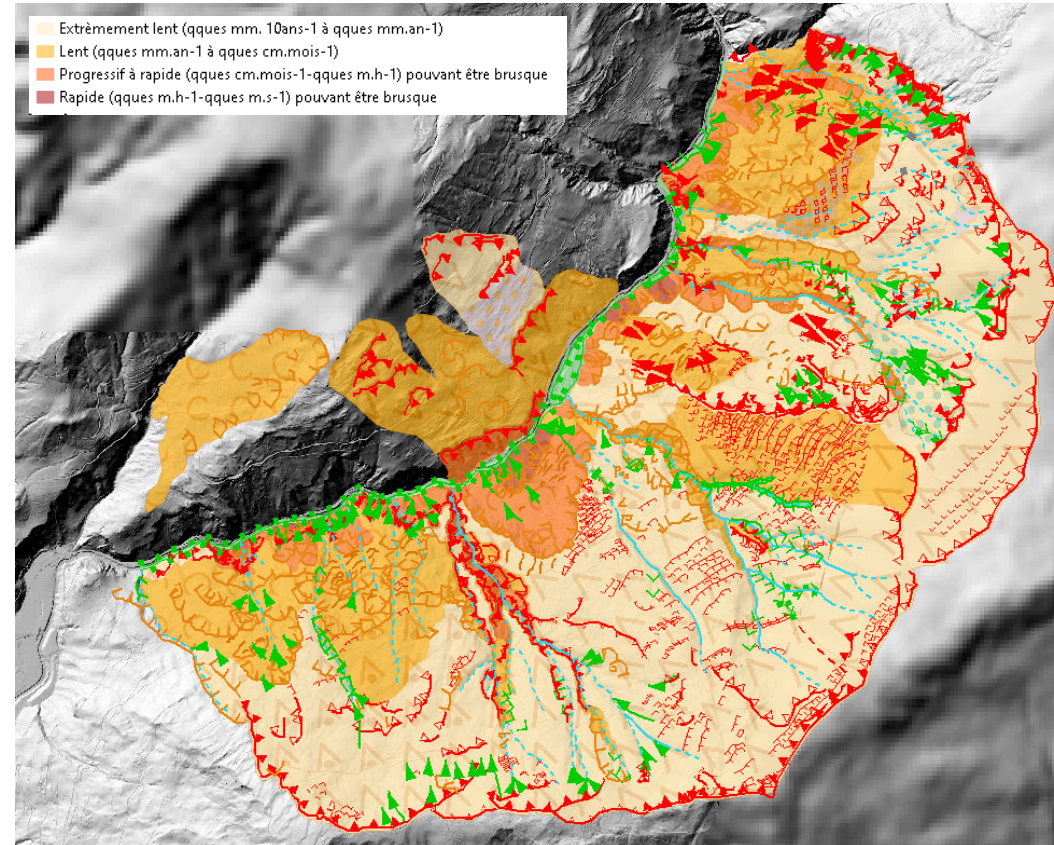 Extrêmement lent (qques mm. 10ans-1 à qques mm.an-1)
Lent (qques mm.an-1 à qques cm.mois-1)
Progressif à rapide (qques cm.mois-1-qques m.h-1) pouvant être brusque
Rapide (qques m.h-1-qques m.s-1) pouvant être brusque